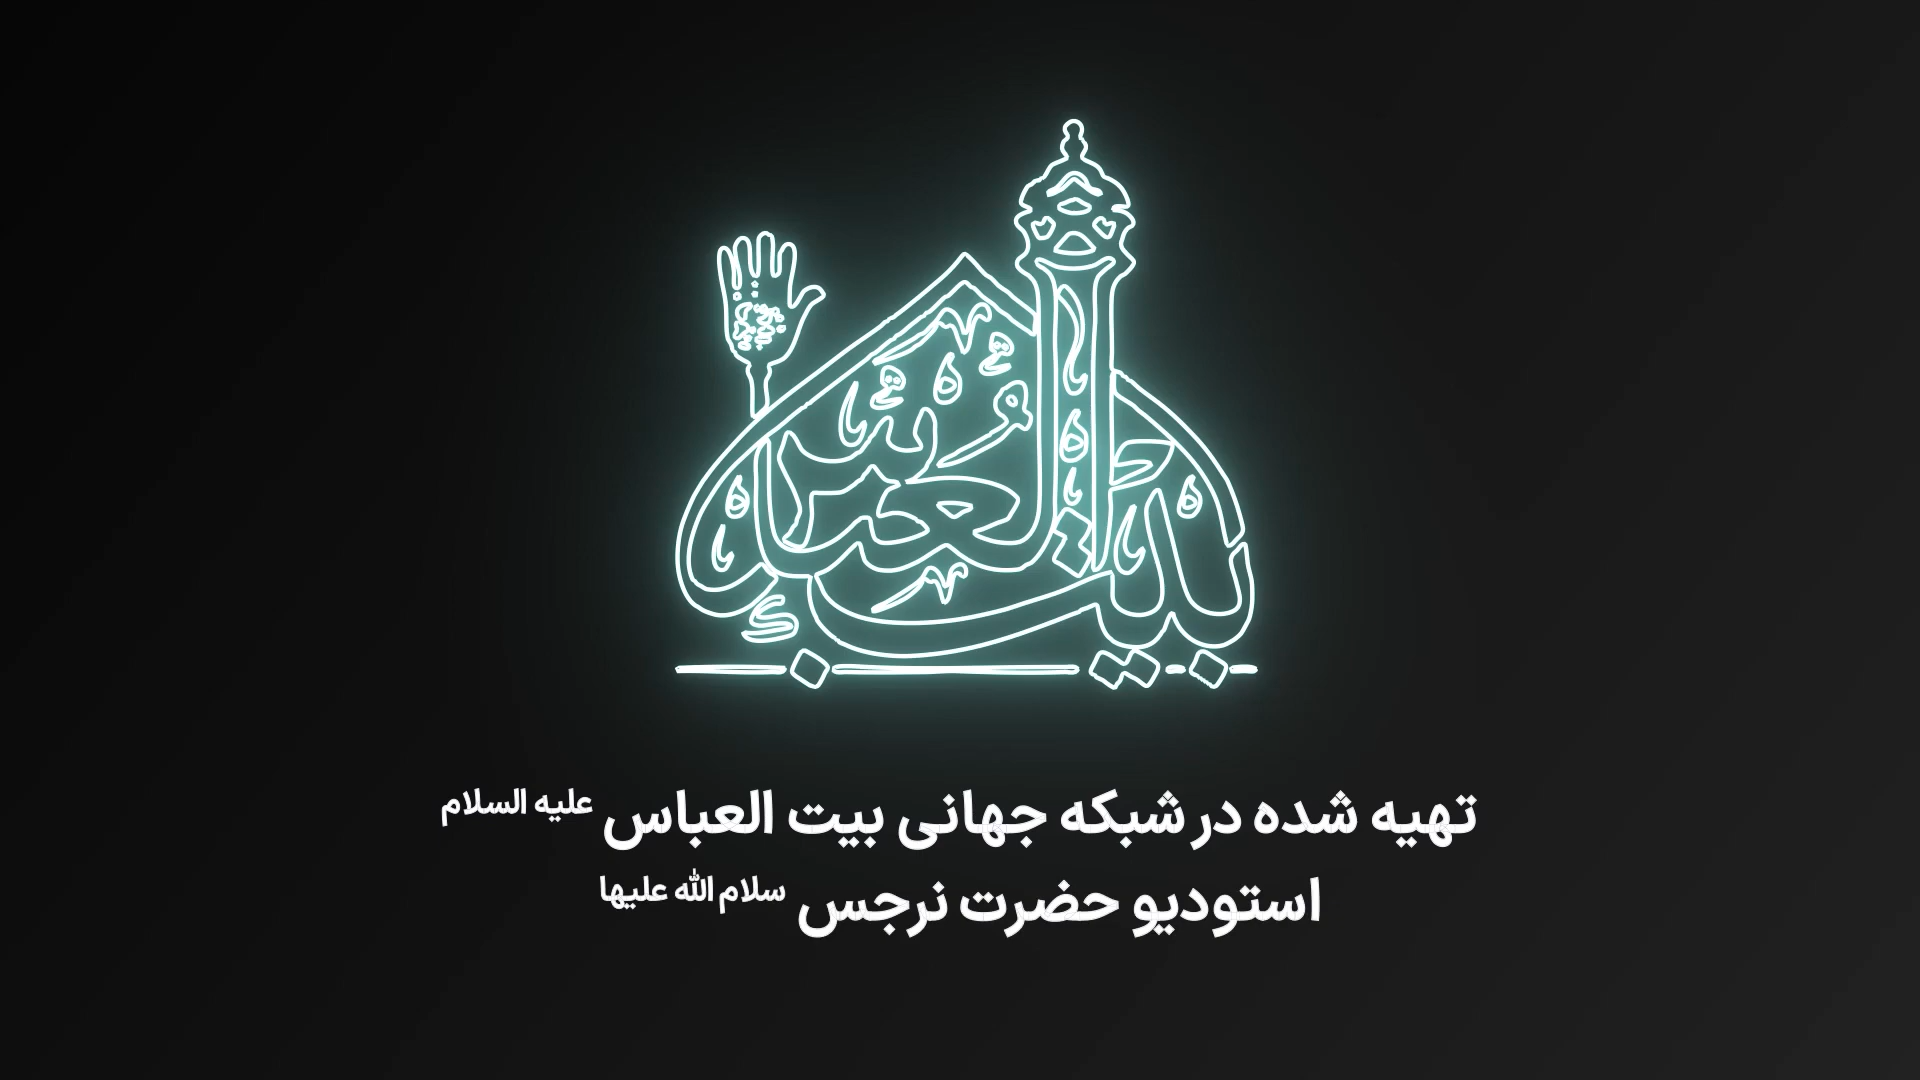 بیت العباس
تهیه شده در شبکه جهانی بیت العباس علیه السلام
استودیو حضرت نرجس سلام الله علیها